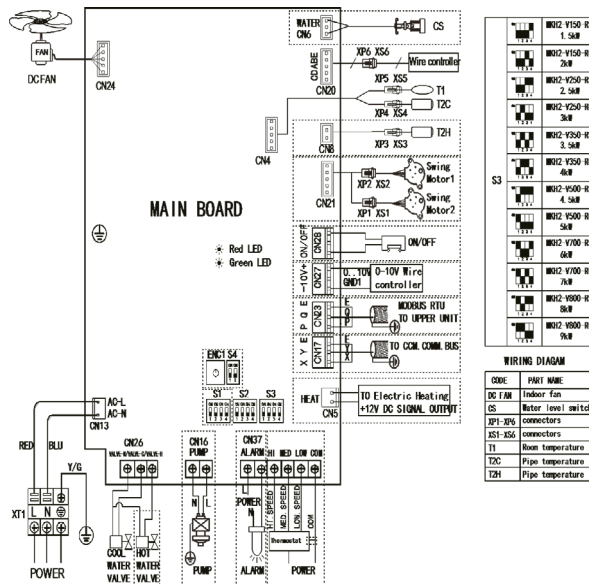 WATER
CN6
CS
FAN
DC FAN
CN24
CDABE
CN20
XP6 XS6
Wire controller
XP5 XS5
T1
T2C
XP4 XS4
CN4
CN8
XP3 XS3
T2H
CN21
XP2 XS2
Swing
Motor1
XP1 XS1
Swing
Motor2
MAIN BOARD
Red LED
Green LED
ON/OFF
CN28
ON/OFF
-10V+
CN27
0..10V
GND1
0-10V Wire
controller
P Q E
CN23
MODBUS RTU
TO UPPER UNIT
X Y E
CN17
TO CCM. COMM. BUS
ENC1 S4
S1 S2 S3
HEAT
CN5
TO Electric Heating
+12V DC SIGNAL OUTPUT
AC-L
AC-N
CN13
RED
BLU
Y/G
XT1
L N
POWER
CN26
COOL
WATER
VALVE
HOT
WATER
VALVE
CN16
PUMP
N L
PUMP
CN37
ALARM
HI MED LOW COM
POWER
N
ALARM
HI SPEED
MED. SPEED
LOW. SPEED
COM
Thermostat
POWER
S3
MKH2-V150-R
1.5kW
MKH2-V150-R
2kW
MKH2-V250-R
2.5kW
MKH2-V250-R
3kW
MKH2-V350-R
3.5kW
MKH2-V350-R
4kW
MKH2-V500-R
4.5kW
MKH2-V500-R
5kW
MKH2-V700-R
6kW
MKH2-V700-R
7kW
MKH2-V800-R
8kW
MKH2-V800-R
9kW
WIRING DIAGAM
CODE PART NAME
DC FAN Indoor fan
CS Water level switch
XP1-XP6 connectors
XS1-XS6 connectors
T1 Room temperature
T2C Pipe temperature
T2H Pipe temperature